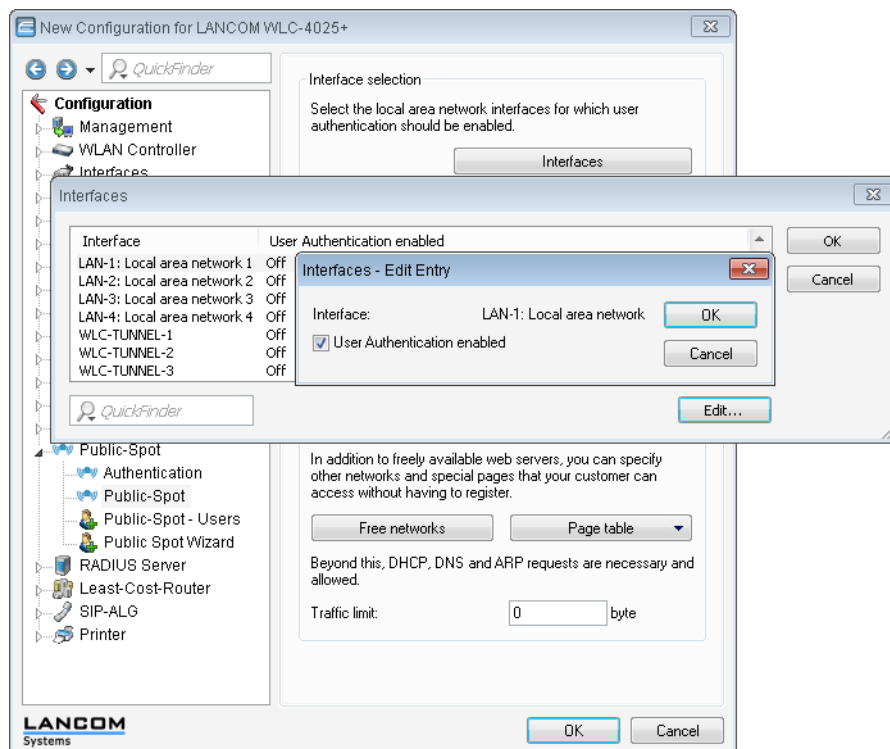 New Configuration for LANCOM WLC-4025+
QuickFinder
Configuration
Management
WLAN Controller
Interfaces
Interface selection
Select the local area network interfaces for which user
authentication should be enabled.
Interfaces
Interfaces
Interface User Authentication enabled
LAN-1: Local area network 1 Off
LAN-2: Local area network 2 Off
LAN-3: Local area network 3 Off
LAN-4: Local area network 4 Off
WLC-TUNNEL-1 Off
WLC-TUNNEL-2 Off
WLC-TUNNEL-3 Off
OK
Cancel
Interfaces - Edit Entry
Interface: LAN-1: Local area network
User Authentication enabled
OK
Cancel
QuickFinder
Edit...
Public-Spot
Authentication
Public-Spot
Public-Spot - Users
Public Spot Wizard
RADIUS Server
Least-Cost-Router
SIP-ALG
Printer
In addition to freely available web servers, you can specify
other networks and special pages that your customer can
access without having to register.
Free networks Page table
Beyond this, DHCP, DNS and ARP requests are necessary and
allowed.
Traffic limit: 0 byte
LANCOM
Systems
OK Cancel